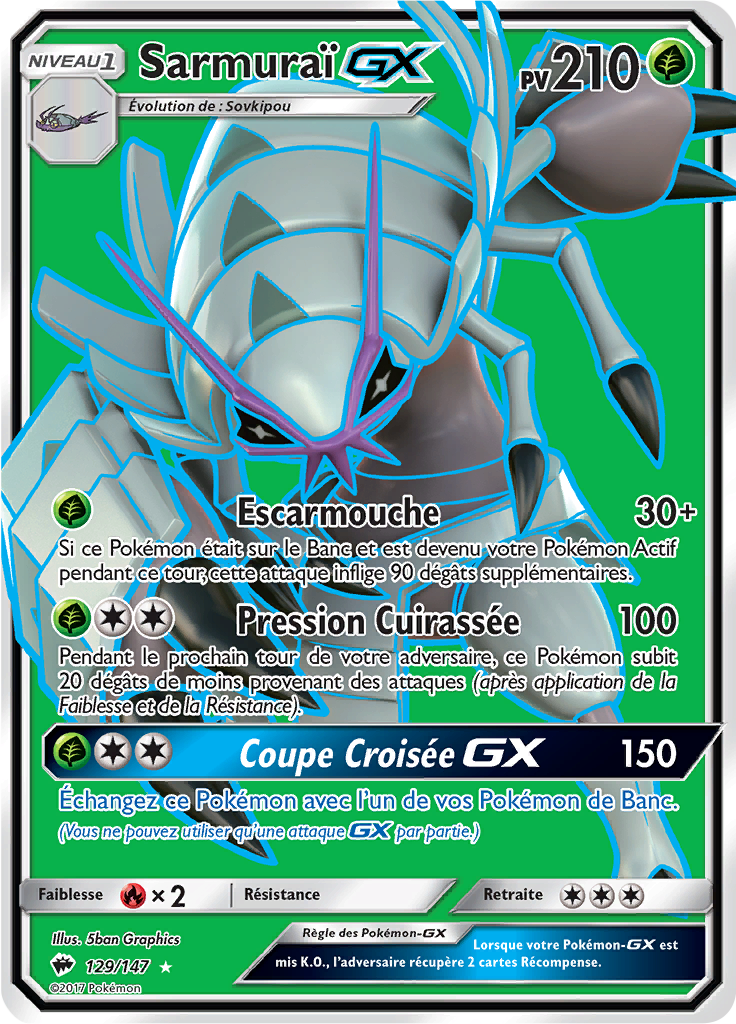 NIVEAU 1
Sarmuraï GX
PV 210
Évolution de : Sovkipou
Escarmouche 30+
Si ce Pokémon était sur le Banc et est devenu votre Pokémon Actif
pendant ce tour, cette attaque inflige 90 dégâts supplémentaires.
Pression Cuirassée 100
Pendant le prochain tour de votre adversaire, ce Pokémon subit
20 dégâts de moins provenant des attaques (après application de la
Faiblesse et de la Résistance).
Coupe Croisée GX 150
Échangez ce Pokémon avec l'un de vos Pokémon de Banc.
(Vous ne pouvez utiliser qu'une attaque GX par partie.)
Faiblesse × 2 Résistance Retraite
Illus. 5ban Graphics
129/147
©2017 Pokémon
Règle des Pokémon-GX
Lorsque votre Pokémon-GX est
mis K.O., l'adversaire récupère 2 cartes Récompense.